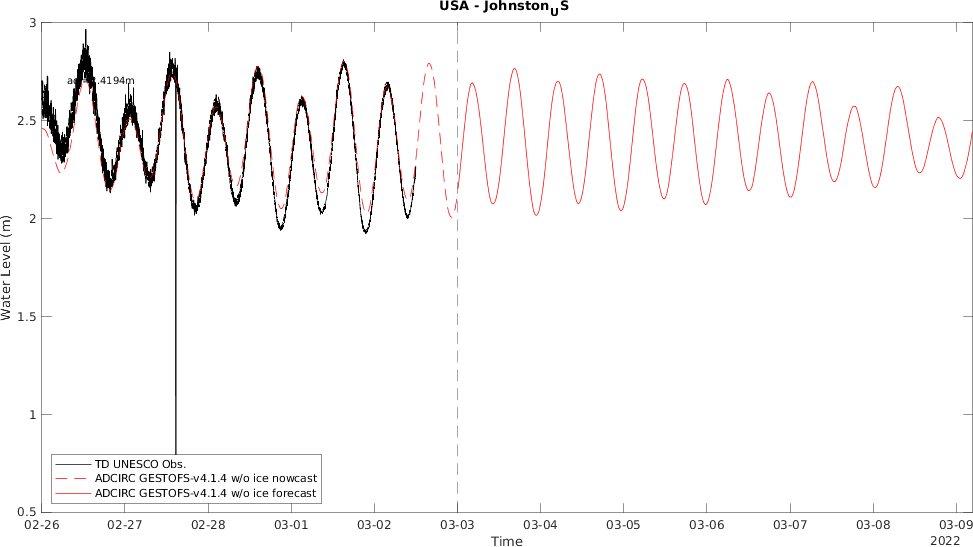 USA - Johnston_US
3
2.5
2
1.5
1
0.5
Water Level (m)
.4194m
TD UNESCO Obs.
ADCIRC GESTOFS-v4.1.4 w/o ice nowcast
ADCIRC GESTOFS-v4.1.4 w/o ice forecast
02-26 02-27 02-28 03-01 03-02 03-03 03-04 03-05 03-06 03-07 03-08 03-09
Time
2022